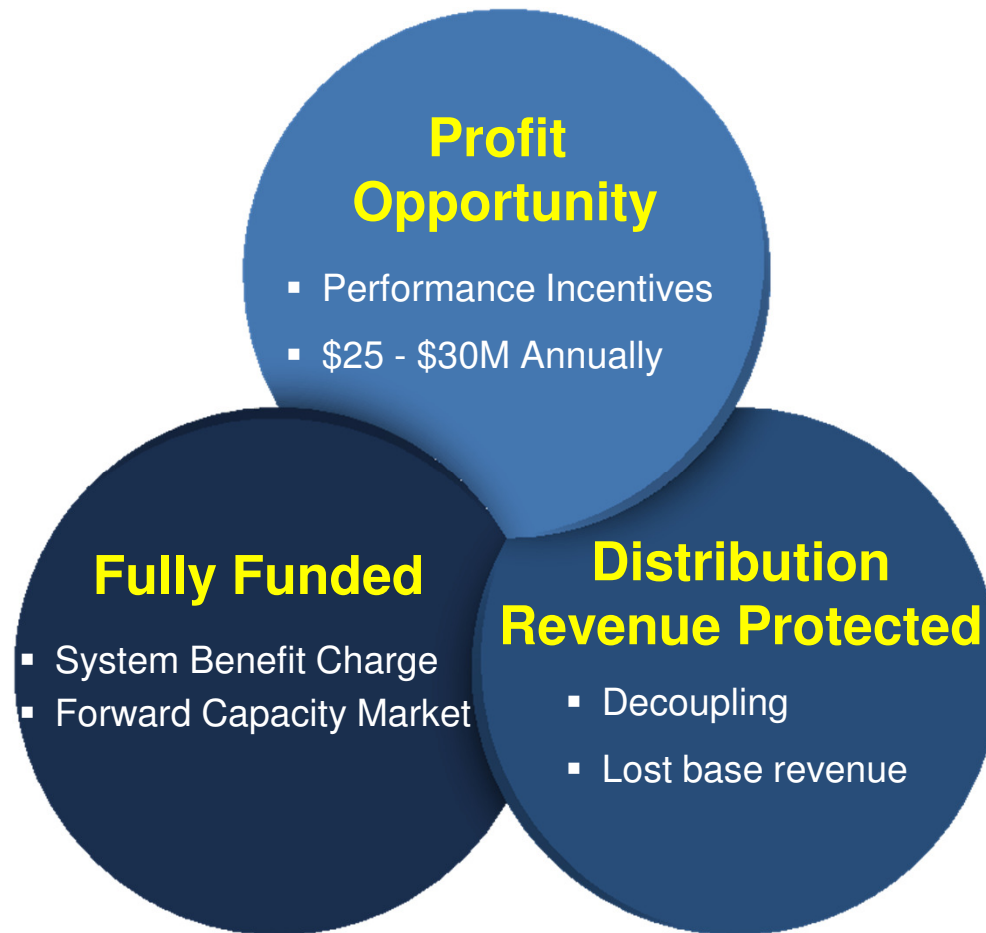 Profit
Opportunity
▪ Performance Incentives
▪ $25 - $30M Annually
Fully Funded
▪ System Benefit Charge
▪ Forward Capacity Market
Distribution
Revenue Protected
▪ Decoupling
▪ Lost base revenue